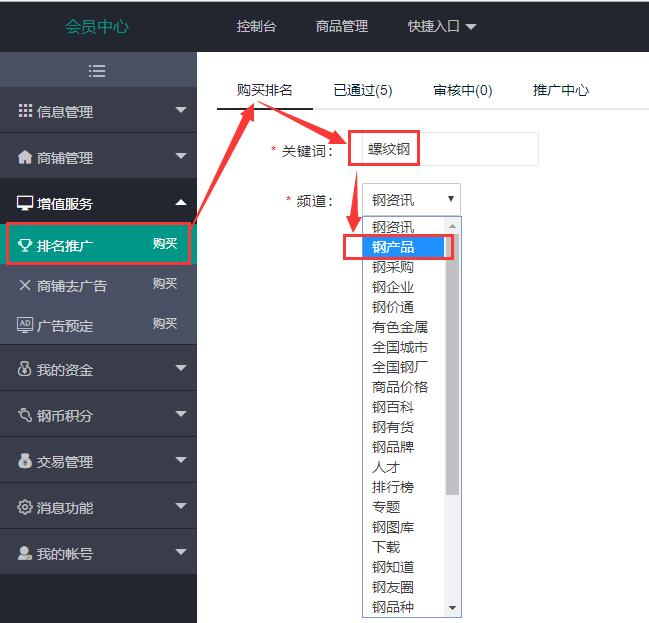 会员中心
控制台
商品管理
快捷入口
信息管理
商铺管理
增值服务
排名推广 购买
商铺去广告 购买
AD 广告预定 购买
我的资金
钢币积分
交易管理
消息功能
我的帐号
购买排名
已通过(5)
审核中(0)
推广中心
* 关键词： 螺纹钢
* 频道： 钢资讯
钢资讯
钢产品
钢采购
钢企业
钢价通
有色金属
全国城市
全国钢厂
商品价格
钢百科
钢有货
钢品牌
人才
排行榜
专题
钢图库
下载
钢知道
钢友圈
钢品种